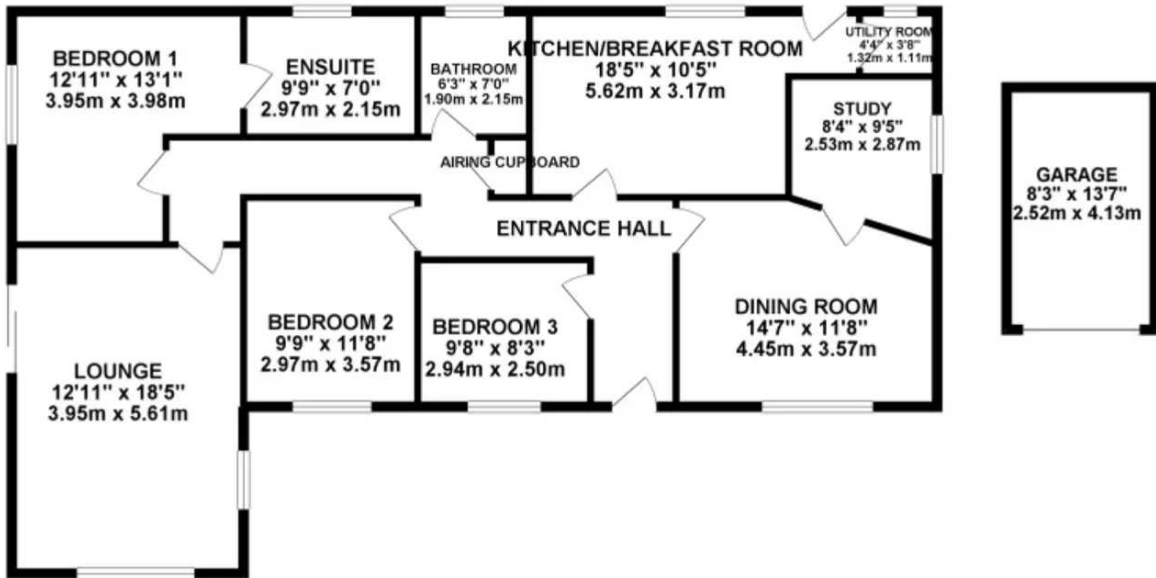 BEDROOM 1
12'11" x 13'1"
3.95m x 3.98m
ENSUITE
9'9" x 7'0"
2.97m x 2.15m
BATHROOM
6'3" x 7'0"
1.90m x 2.15m
KITCHEN/BREAKFAST ROOM
18'5" x 10'5"
5.62m x 3.17m
UTILITY ROOM
4'4" x 3'8"
1.32m x 1.11m
STUDY
8'4" x 9'5"
2.53m x 2.87m
AIRING CUPBOARD
GARAGE
8'3" x 13'7"
2.52m x 4.13m
ENTRANCE HALL
BEDROOM 2
9'9" x 11'8"
2.97m x 3.57m
BEDROOM 3
9'8" x 8'3"
2.94m x 2.50m
DINING ROOM
14'7" x 11'8"
4.45m x 3.57m
LOUNGE
12'11" x 18'5"
3.95m x 5.61m